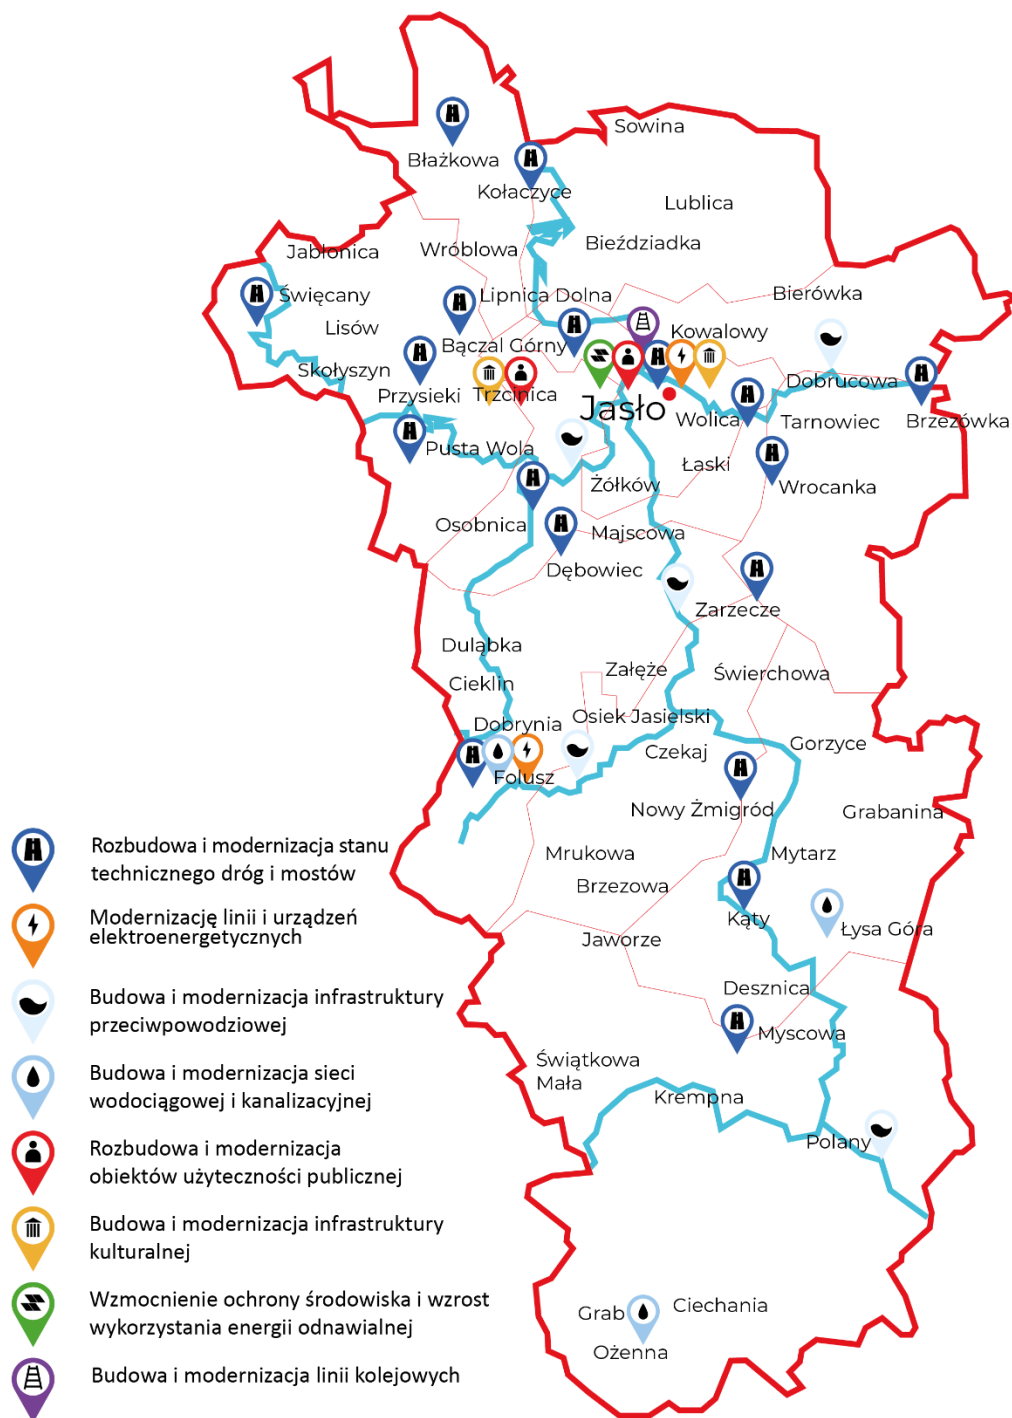 Sowina
Błażkowa
Kołaczyce
Lublica
Jabłonica
Wróblowa
Bieździadka
Święcany
Lipnica Dolna
Bierówka
Lisów
Bączal Górny
Kowalowy
Skołyszyn
Przysieki
Trzcinica
Dobrucowa
Jasło
Wolica
Tarnowiec
Brzezówka
Pusta Wola
Łaski
Żółków
Wrocanka
Osobnica
Majscowa
Dębowiec
Zarzecze
Duląbka
Załęże
Świerchowa
Cieklin
Dobrynia
Osiek Jasielski
Czekaj
Gorzyce
Folusz
Nowy Żmigród
Grabanina
Mrukowa
Mytarz
Brzezowa
Kąty
Łysa Góra
Jaworze
Desznica
Myscowa
Świątkowa
Mała
Krempna
Polany
Grab
Ciechania
Ożenna
Rozbudowa i modernizacja stanu
technicznego dróg i mostów
Modernizację linii i urządzeń
elektroenergetycznych
Budowa i modernizacja infrastruktury
przeciwpowodziowej
Budowa i modernizacja sieci
wodociągowej i kanalizacyjnej
Rozbudowa i modernizacja
obiektów użyteczności publicznej
Budowa i modernizacja infrastruktury
kulturalnej
Wzmocnienie ochrony środowiska i wzrost
wykorzystania energii odnawialnej
Budowa i modernizacja linii kolejowych